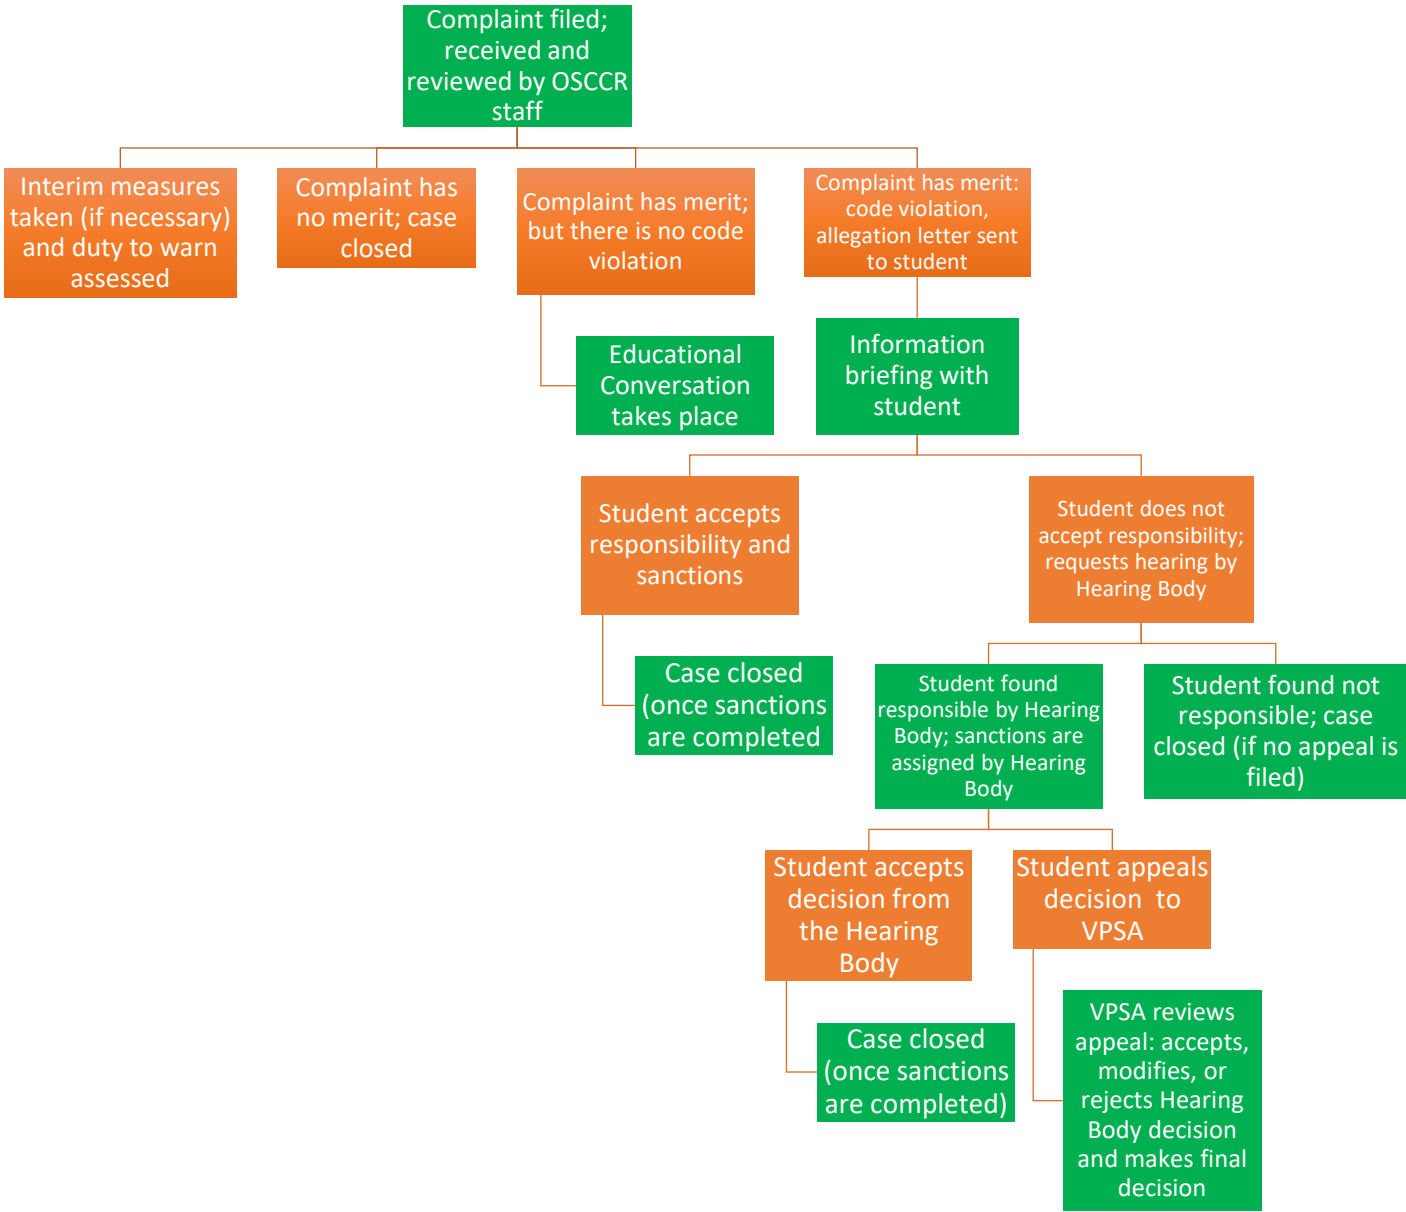 Complaint filed;
received and
reviewed by OSCCR
staff
Interim measures
taken (if necessary)
and duty to warn
assessed
Complaint has
no merit; case
closed
Complaint has merit;
but there is no code
violation
Complaint has merit:
code violation,
allegation letter sent
to student
Educational
Conversation
takes place
Information
briefing with
student
Student accepts
responsibility and
sanctions
Student does not
accept responsibility;
requests hearing by
Hearing Body
Case closed
(once sanctions
are completed
Student found
responsible by Hearing
Body; sanctions are
assigned by Hearing
Body
Student found not
responsible; case
closed (if no appeal is
filed)
Student accepts
decision from
the Hearing
Body
Student appeals
decision  to
VPSA
Case closed
(once sanctions
are completed)
VPSA reviews
appeal: accepts,
modifies, or
rejects Hearing
Body decision
and makes final
decision